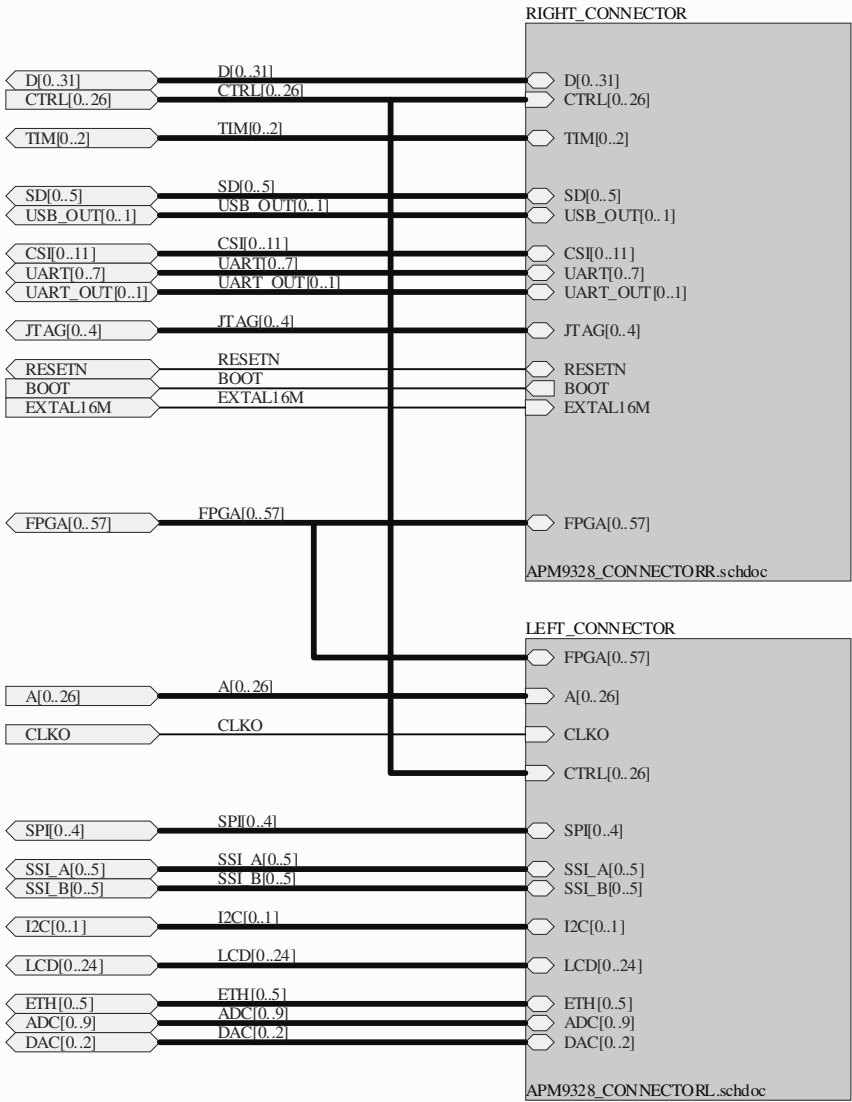 RIGHT_CONNECTOR
D[0..31] D[0..31] D[0..31]
CTRL[0..26] CTRL[0..26] CTRL[0..26]
TIM[0..2] TIM[0..2] TIM[0..2]
SD[0..5] SD[0..5] SD[0..5]
USB_OUT[0..1] USB_OUT[0..1] USB_OUT[0..1]
CSI[0..11] CSI[0..11] CSI[0..11]
UART[0..7] UART[0..7] UART[0..7]
UART_OUT[0..1] UART_OUT[0..1] UART_OUT[0..1]
JTAG[0..4] JTAG[0..4] JTAG[0..4]
RESETN RESETN RESETN
BOOT BOOT BOOT
EXTAL16M EXTAL16M EXTAL16M
FPGA[0..57] FPGA[0..57] FPGA[0..57]
APM9328_CONNECTORR.schdoc
LEFT_CONNECTOR
FPGA[0..57]
A[0..26] A[0..26] A[0..26]
CLKO CLKO CLKO
CTRL[0..26]
SPI[0..4] SPI[0..4] SPI[0..4]
SSI_A[0..5] SSI_A[0..5] SSI_A[0..5]
SSI_B[0..5] SSI_B[0..5] SSI_B[0..5]
I2C[0..1] I2C[0..1] I2C[0..1]
LCD[0..24] LCD[0..24] LCD[0..24]
ETH[0..5] ETH[0..5] ETH[0..5]
ADC[0..9] ADC[0..9] ADC[0..9]
DAC[0..2] DAC[0..2] DAC[0..2]
APM9328_CONNECTORL.schdoc